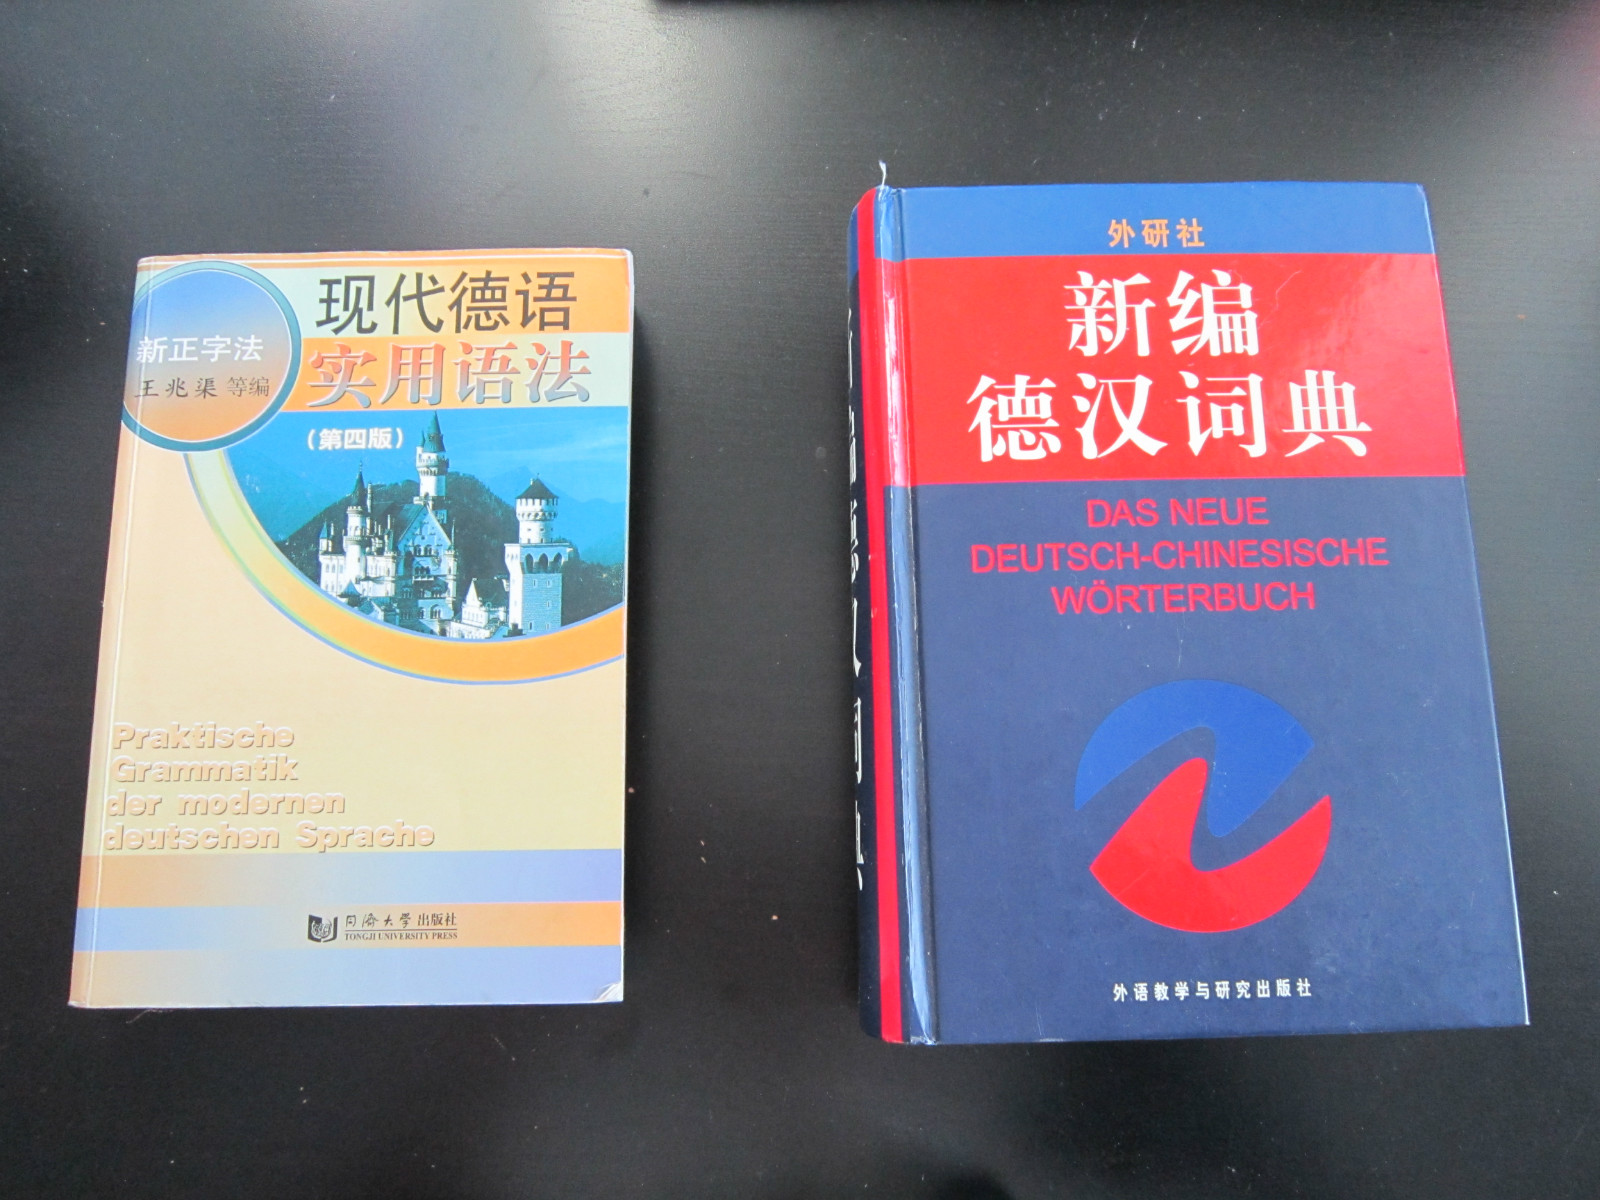 现代德语
实用语法
(第四版)
新正字法
王兆渠 等编
Praktische
Grammatik
der modernen
deutschen Sprache
同济大学出版社
TONGJI UNIVERSITY PRESS
外研社
新编
德汉词典
DAS NEUE
DEUTSCH-CHINESISCHE
WÖRTERBUCH
外语教学与研究出版社